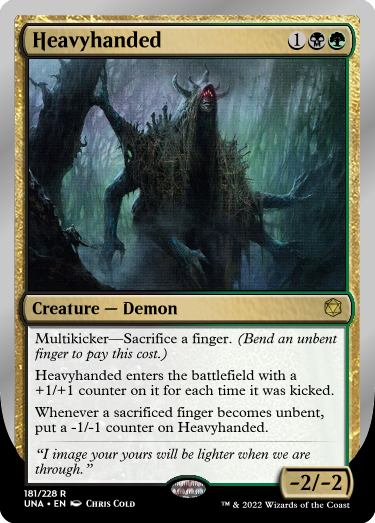 Heavyhanded 1
Creature — Demon
Multikicker—Sacrifice a finger. (Bend an unbent
finger to pay this cost.)
Heavyhanded enters the battlefield with a
+1/+1 counter on it for each time it was kicked.
Whenever a sacrificed finger becomes unbent,
put a -1/-1 counter on Heavyhanded.
“I image your yours will be lighter when we are
through.”
-2/-2
181/228 R
UNA • EN Chris Cold
™ & 2022 Wizards of the Coast